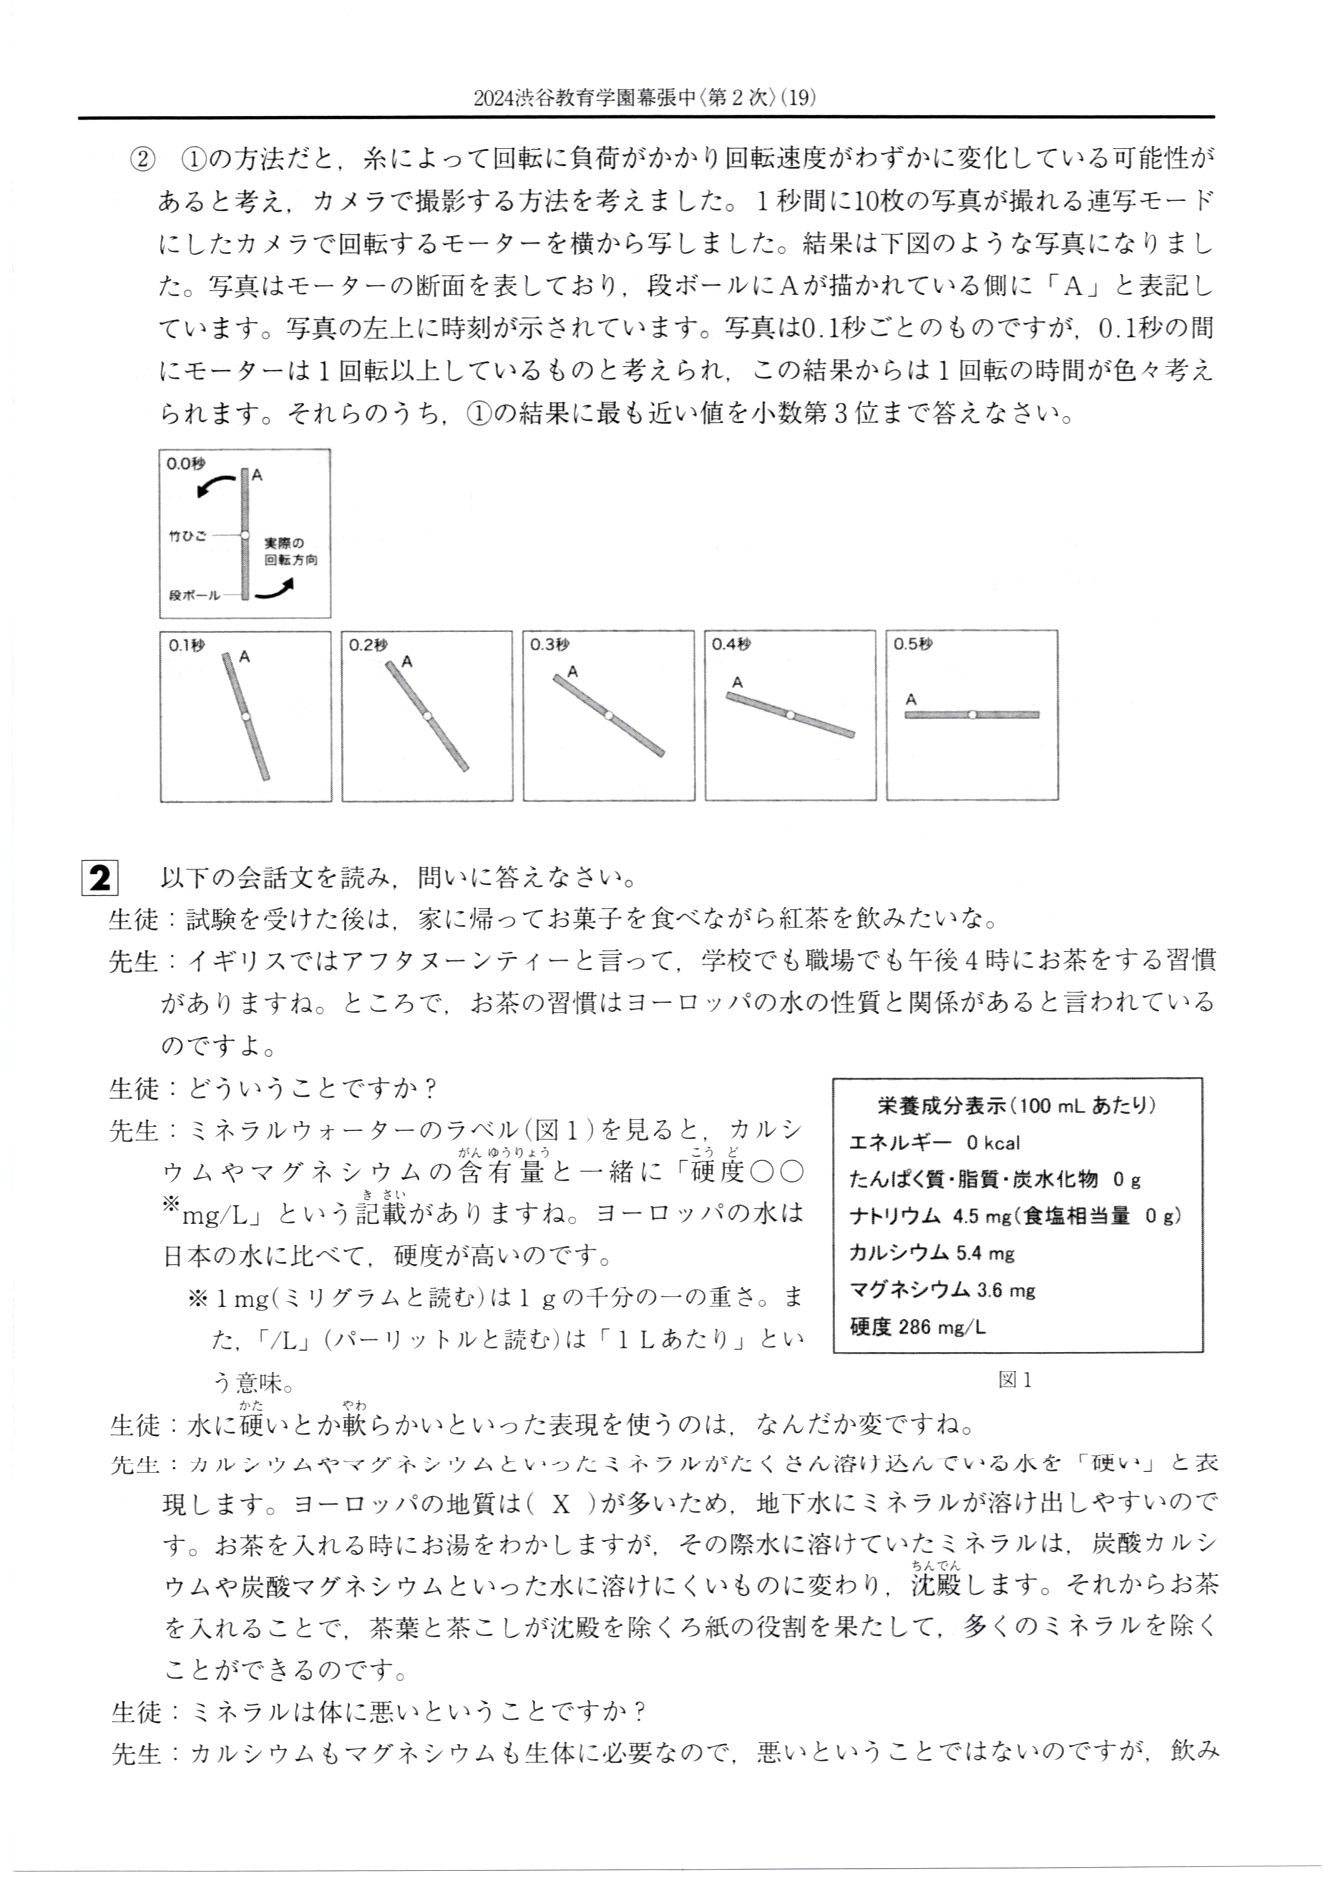 2024渋谷教育学園幕張中〈第2次〉(19)
② ①の方法だと，糸によって回転に負荷がかかり回転速度がわずかに変化している可能性が
あると考え，カメラで撮影する方法を考えました。1秒間に10枚の写真が撮れる連写モード
にしたカメラで回転するモーターを横から写しました。結果は下図のような写真になりまし
た。写真はモーターの断面を表しており，段ボールにAが描かれている側に「A」と表記し
ています。写真の左上に時刻が示されています。写真は0.1秒ごとのものですが，0.1秒の間
にモーターは1回転以上しているものと考えられ，この結果からは1回転の時間が色々考え
られます。それらのうち，①の結果に最も近い値を小数第3位まで答えなさい。
0.0秒
A
竹ひご
実際の
回転方向
段ボール
0.1秒
A
0.2秒
A
0.3秒
A
0.4秒
A
0.5秒
A
2 以下の会話文を読み，問いに答えなさい。
生徒：試験を受けた後は，家に帰ってお菓子を食べながら紅茶を飲みたいな。
先生：イギリスではアフタヌーンティーと言って，学校でも職場でも午後4時にお茶をする習慣
がありますね。ところで，お茶の習慣はヨーロッパの水の性質と関係があると言われている
のですよ。
生徒：どういうことですか？
先生：ミネラルウォーターのラベル(図1)を見ると，カルシ
がんゆうりょう こうど
ウムやマグネシウムの含有量と一緒に「硬度〇〇
きさい
※mg/L」という記載がありますね。ヨーロッパの水は
日本の水に比べて，硬度が高いのです。
※1mg(ミリグラムと読む)は1gの千分の一の重さ。ま
た，「/L」(パーリットルと読む)は「1Lあたり」とい
う意味。
栄養成分表示(100 mL あたり)
エネルギー 0 kcal
たんぱく質・脂質・炭水化物 0 g
ナトリウム 4.5 mg(食塩相当量 0 g)
カルシウム 5.4 mg
マグネシウム 3.6 mg
硬度 286 mg/L
図1
かた やわ
生徒：水に硬いとか軟らかいといった表現を使うのは，なんだか変ですね。
先生：カルシウムやマグネシウムといったミネラルがたくさん溶け込んでいる水を「硬い」と表
現します。ヨーロッパの地質は( X )が多いため，地下水にミネラルが溶け出しやすいので
す。お茶を入れる時にお湯をわかしますが，その際水に溶けていたミネラルは，炭酸カルシ
ちんでん
ウムや炭酸マグネシウムといった水に溶けにくいものに変わり，沈殿します。それからお茶
を入れることで，茶葉と茶こしが沈殿を除くろ紙の役割を果たして，多くのミネラルを除く
ことができるのです。
生徒：ミネラルは体に悪いということですか？
先生：カルシウムもマグネシウムも生体に必要なので，悪いということではないのですが，飲み